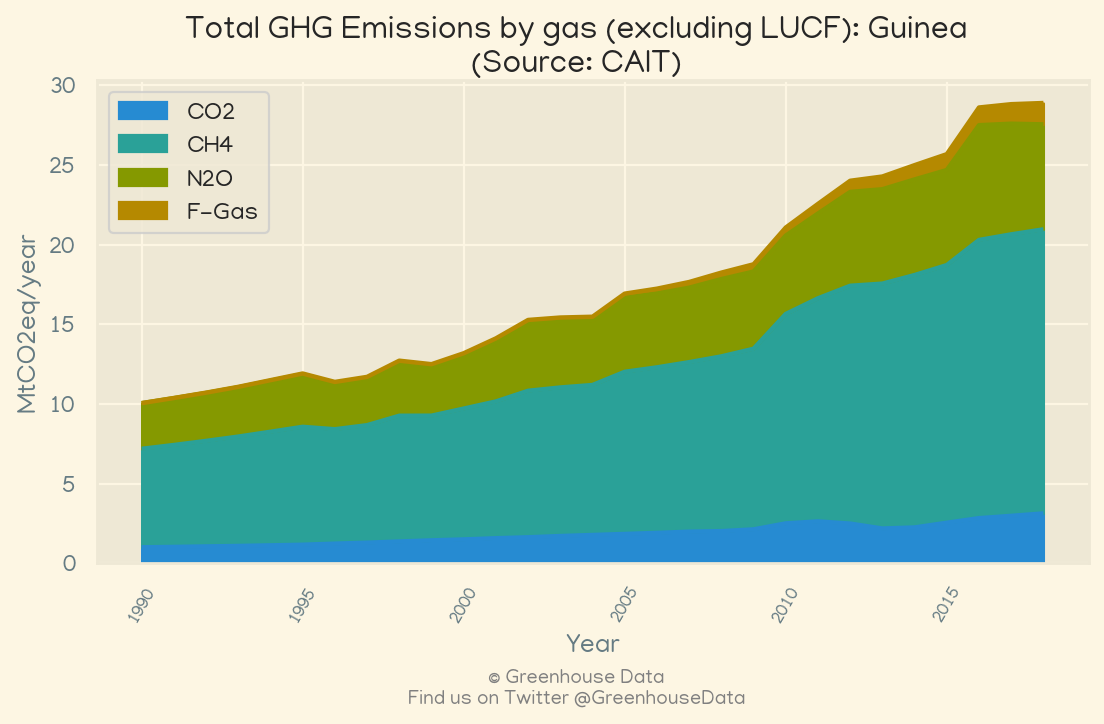 Total GHG Emissions by gas (excluding LUCF): Guinea
(Source: CAIT)
30
25
20
15
10
5
0
MtCO2eq/year
CO2
CH4
N2O
F-Gas
1990
1995
2000
2005
2010
2015
Year
© Greenhouse Data
Find us on Twitter @GreenhouseData